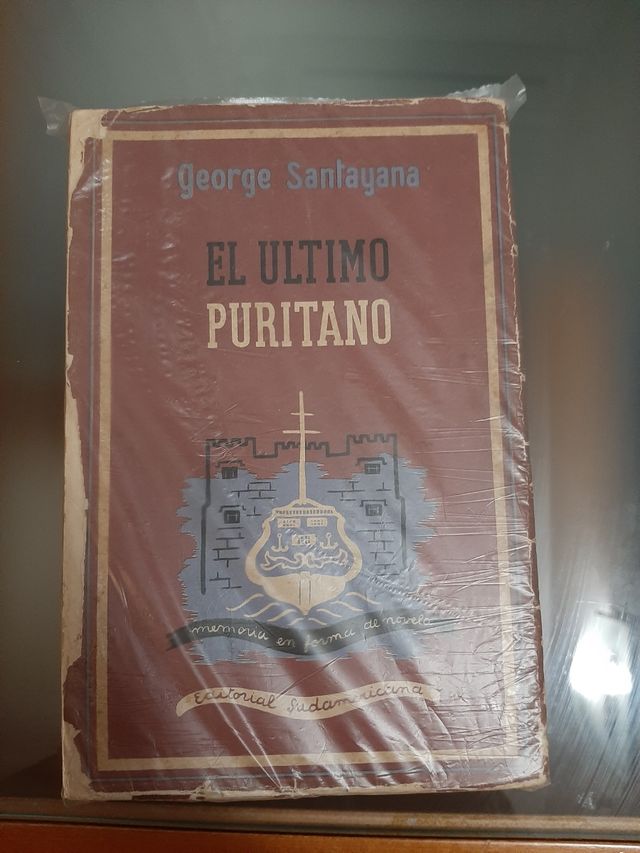 george Santayana
EL ULTIMO
PURITANO
memoria en forma de novela
Editorial Sudamericana